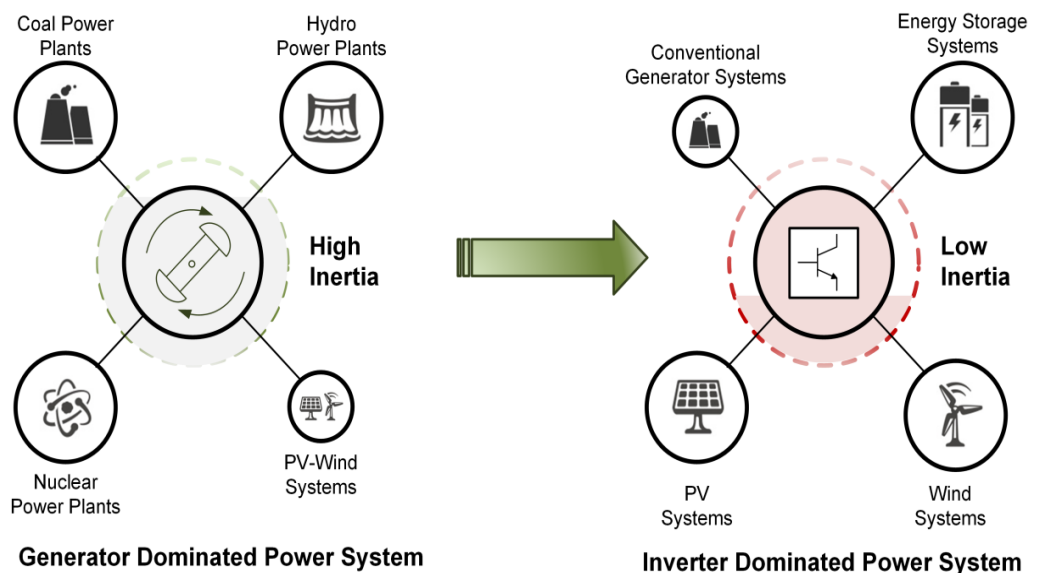 Coal Power
Plants
Hydro
Power Plants
High
Inertia
Nuclear
Power Plants
PV-Wind
Systems
Generator Dominated Power System
Conventional
Generator Systems
Energy Storage
Systems
Low
Inertia
PV
Systems
Wind
Systems
Inverter Dominated Power System